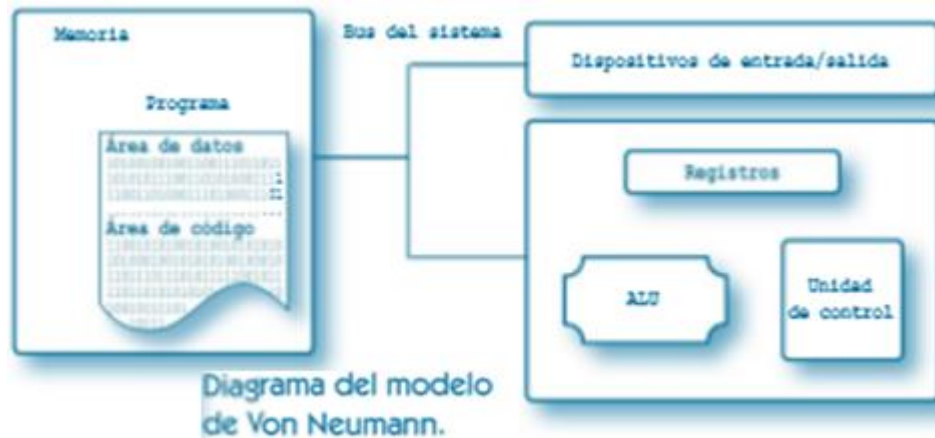 Memoria
Bus del sistema
Dispositivos de entrada/salida
Programa
Área de datos
Área de código
Registros
ALU
Unidad
de control
Diagrama del modelo
de Von Neumann.